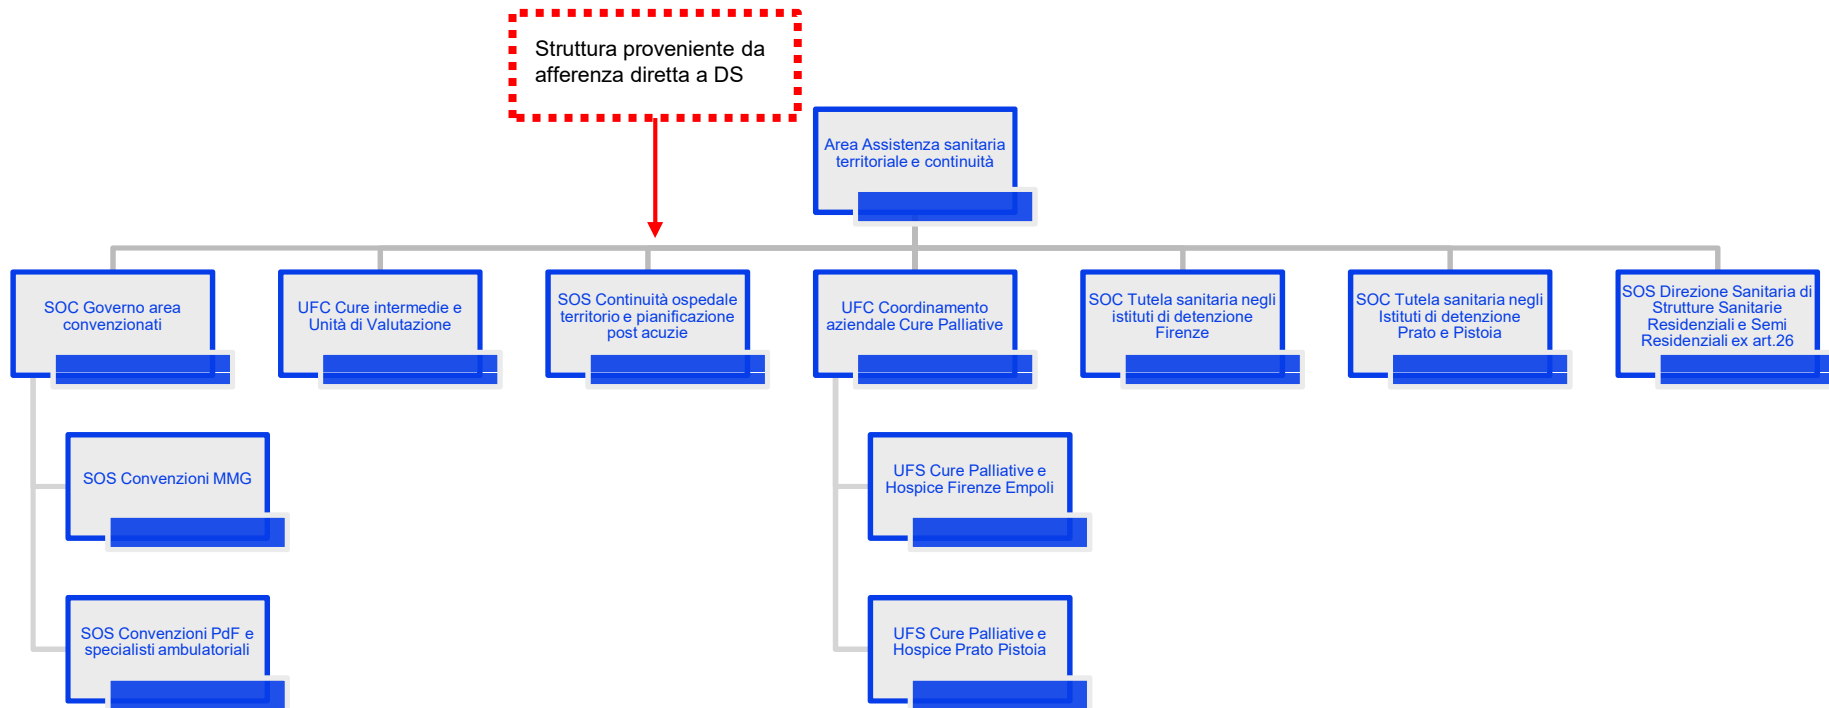 Struttura proveniente da
afferenza diretta a DS
Area Assistenza sanitaria
territoriale e continuità
SOC Governo area
convenzionati
UFC Cure intermedie e
Unità di Valutazione
SOS Continuità ospedale
territorio e pianificazione
post acuzie
UFC Coordinamento
aziendale Cure Palliative
SOC Tutela sanitaria negli
istituti di detenzione
Firenze
SOC Tutela sanitaria negli
Istituti di detenzione
Prato e Pistoia
SOS Direzione Sanitaria di
Strutture Sanitarie
Residenziali e Semi
Residenziali ex art.26
SOS Convenzioni MMG
UFS Cure Palliative e
Hospice Firenze Empoli
SOS Convenzioni PdF e
specialisti ambulatoriali
UFS Cure Palliative e
Hospice Prato Pistoia